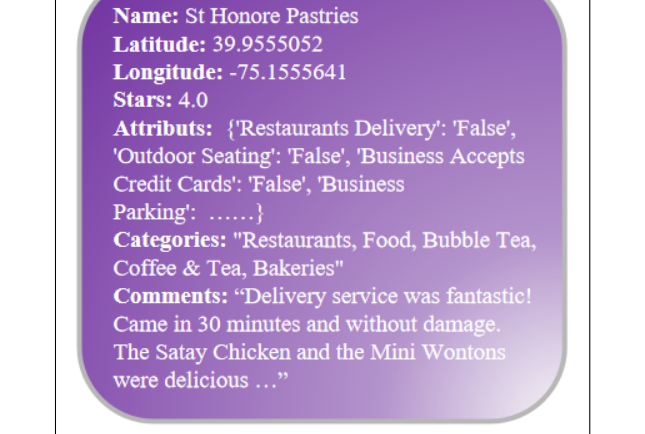 Name: St Honore Pastries
Latitude: 39.9555052
Longitude: -75.1555641
Stars: 4.0
Attributs: {'Restaurants Delivery': 'False',
'Outdoor Seating': 'False', 'Business Accepts
Credit Cards': 'False', 'Business
Parking': ……}
Categories: "Restaurants, Food, Bubble Tea,
Coffee & Tea, Bakeries"
Comments: “Delivery service was fantastic!
Came in 30 minutes and without damage.
The Satay Chicken and the Mini Wontons
were delicious …”